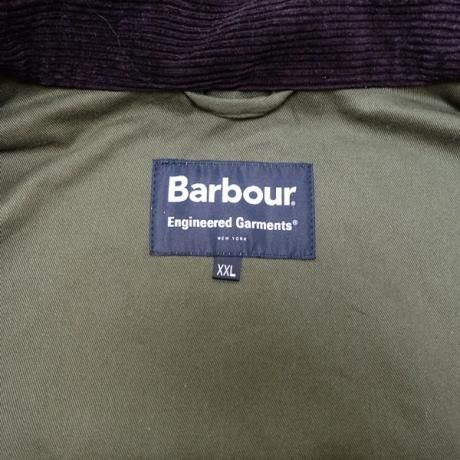 Barbour.
Engineered Garments®
NEW YORK
XXL